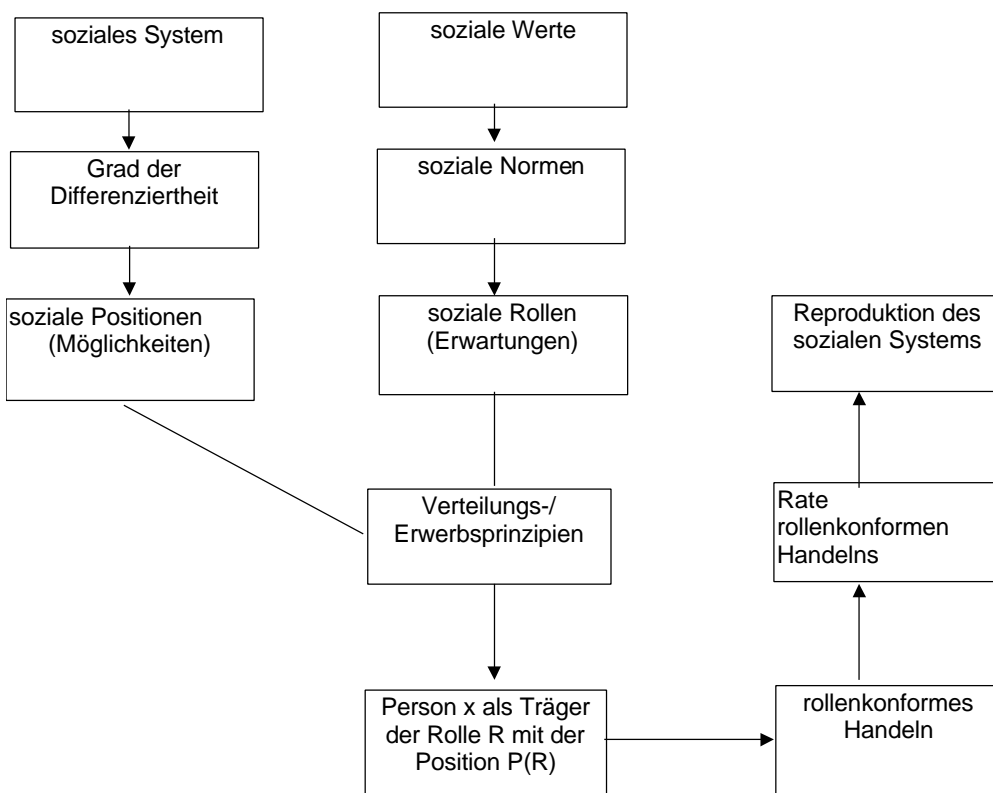 soziales System
soziale Werte
Grad der
Differenziertheit
soziale Normen
soziale Positionen
(Möglichkeiten)
soziale Rollen
(Erwartungen)
Reproduktion des
sozialen Systems
Verteilungs-/
Erwerbsprinzipien
Rate
rollenkonformen
Handelns
Person x als Träger
der Rolle R mit der
Position P(R)
rollenkonformes
Handeln